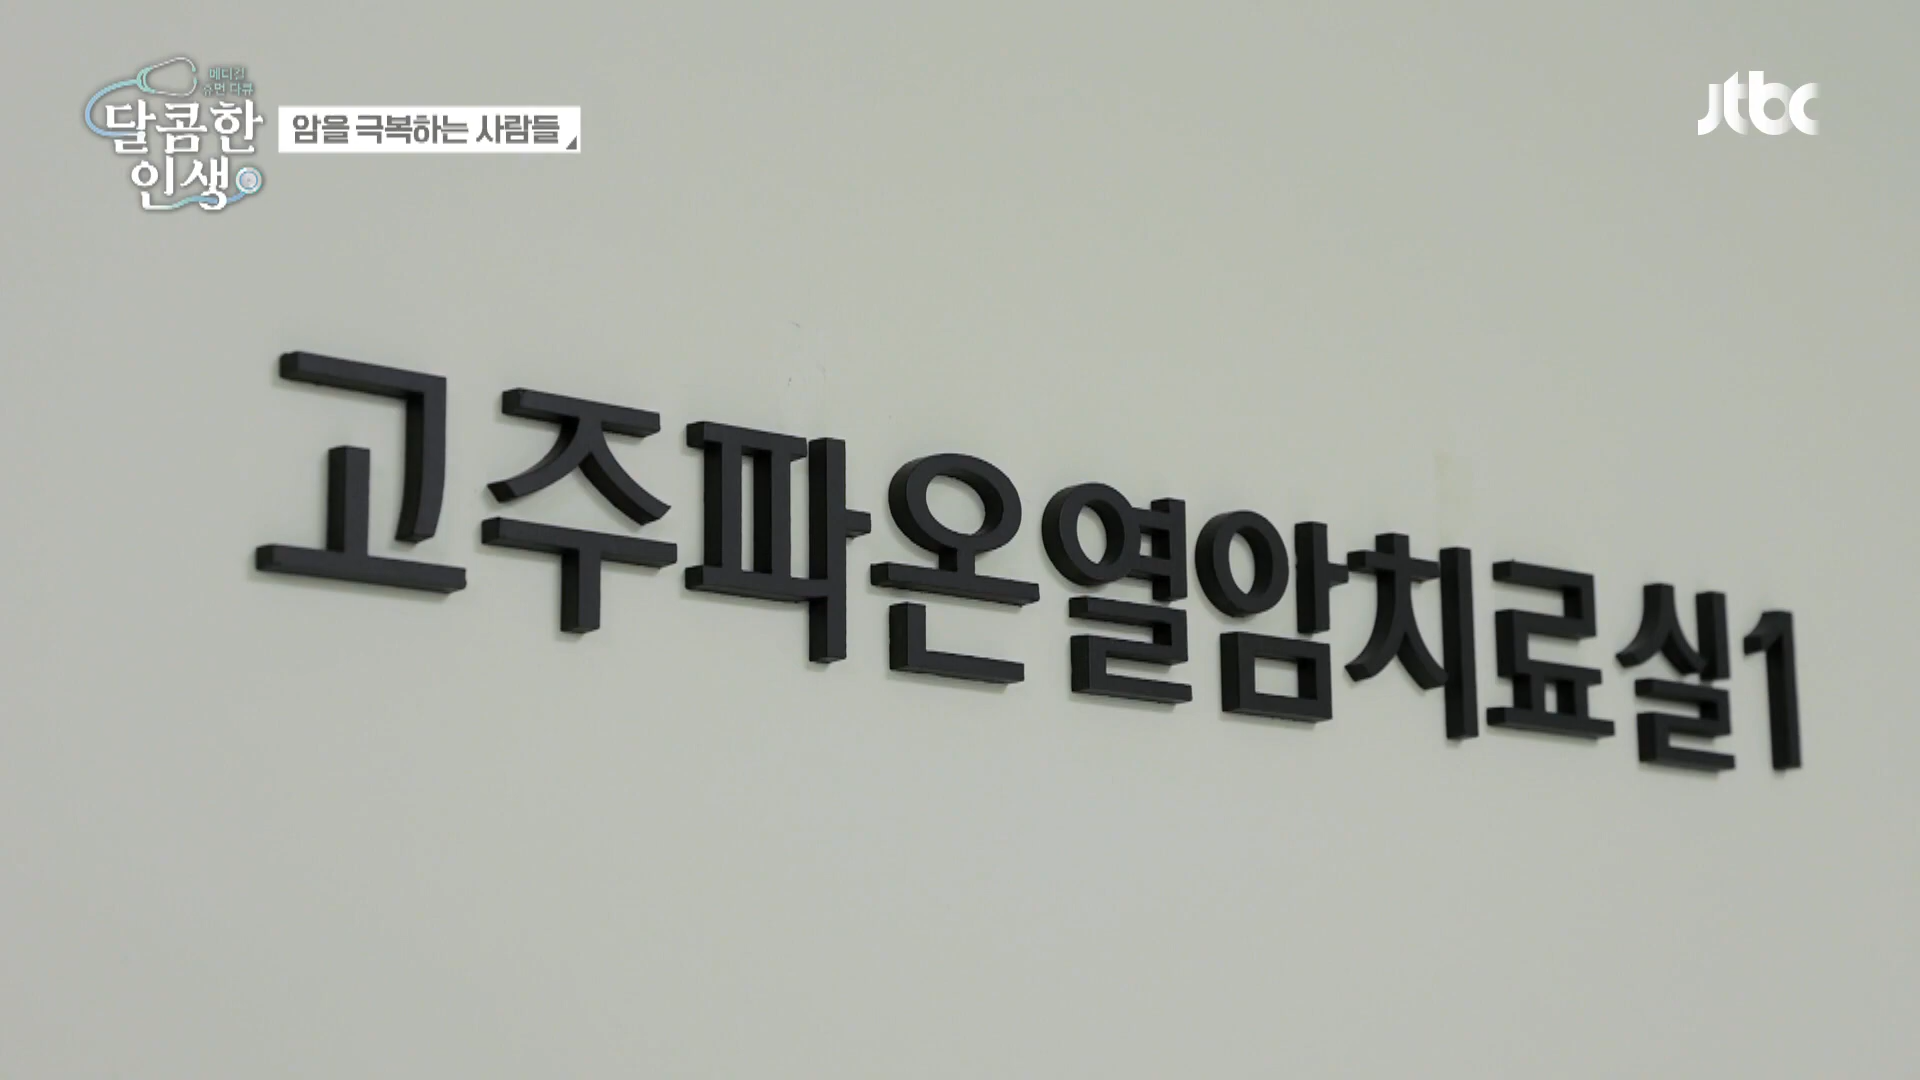 메디컬
휴먼 다큐
달콤한
인생
암을 극복하는 사람들
jtbc
고주파온열암치료실1